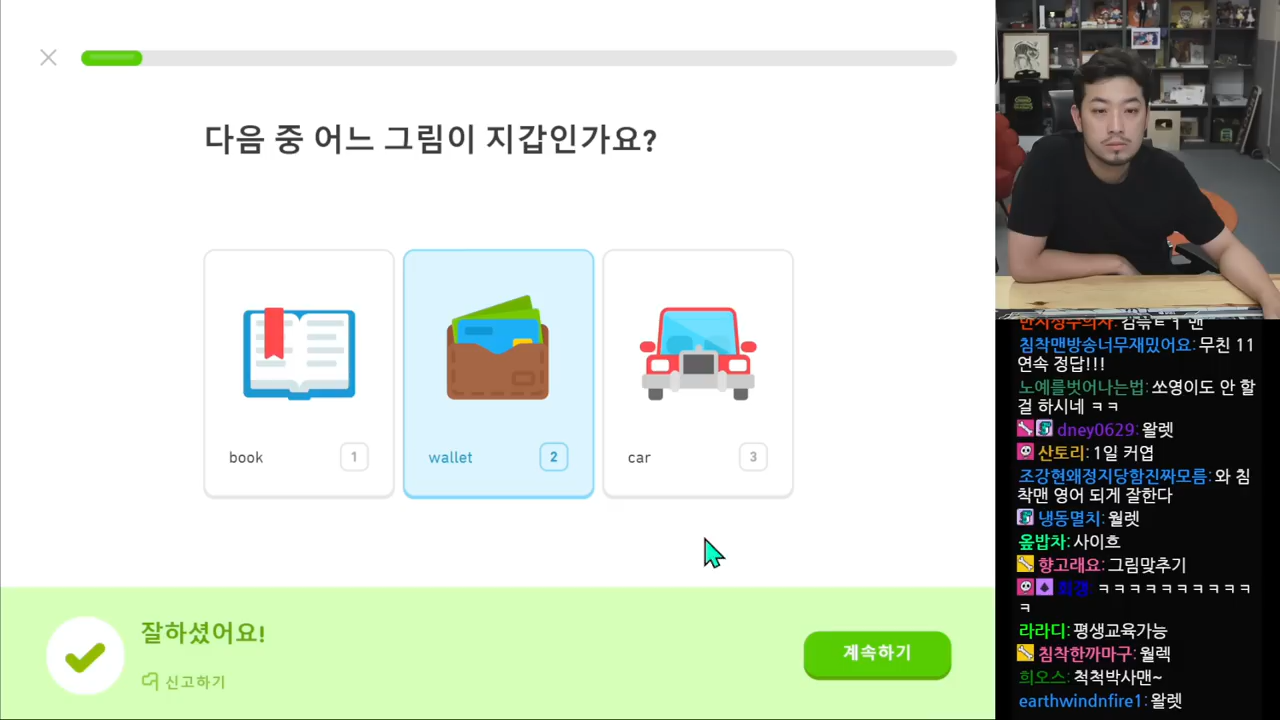 다음 중 어느 그림이 지갑인가요?
book 1
wallet 2
car 3
잘하셨어요!
신고하기
계속하기
침착맨방송너무재밌어요: 무친 11
연속 정답!!!
노예를벗어나는법: 쏘영이도 안 할
걸 하시네 ㅋㅋ
dney0629: 왈렛
산토리: 1일 커엽
조강현왜정지당함진짜모름: 와 침
착맨 영어 되게 잘한다
냉동멸치: 월렛
옾밥차: 사이흐
향고래요: 그림맞추기
ㅋㅋㅋㅋㅋㅋㅋㅋㅋㅋ
ㅋ
라라디: 평생교육가능
침착한까마구: 월렉
희오스: 척척박사맨~
earthwindnfire1: 왈렛